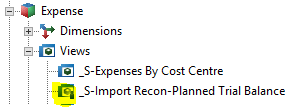 Expense
Dimensions
Views
_S-Expenses By Cost Centre
_S-Import Recon-Planned Trial Balance